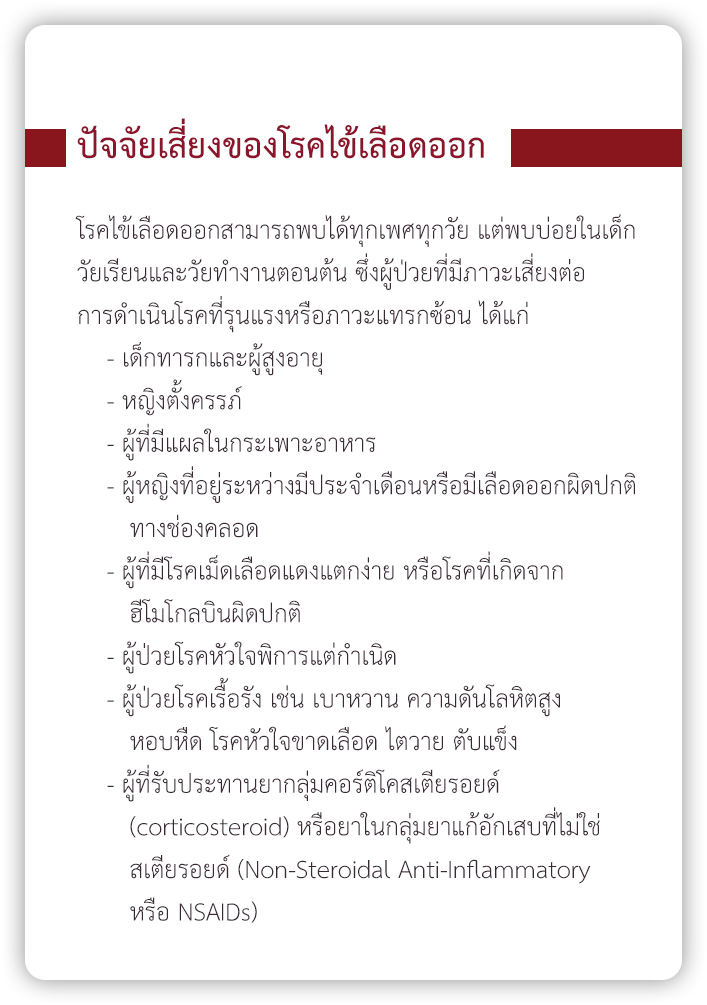 ปัจจัยเสี่ยงของโรคไข้เลือดออก
โรคไข้เลือดออกสามารถพบได้ทุกเพศทุกวัย แต่พบบ่อยในเด็ก
วัยเรียนและวัยทำงานตอนต้น ซึ่งผู้ป่วยที่มีภาวะเสี่ยงต่อ
การดำเนินโรคที่รุนแรงหรือภาวะแทรกซ้อน ได้แก่
- เด็กทารกและผู้สูงอายุ
- หญิงตั้งครรภ์
- ผู้ที่มีแผลในกระเพาะอาหาร
- ผู้หญิงที่อยู่ระหว่างมีประจำเดือนหรือมีเลือดออกผิดปกติ
ทางช่องคลอด
- ผู้ที่มีโรคเม็ดเลือดแดงแตกง่าย หรือโรคที่เกิดจาก
ฮีโมโกลบินผิดปกติ
- ผู้ป่วยโรคหัวใจพิการแต่กำเนิด
- ผู้ป่วยโรคเรื้อรัง เช่น เบาหวาน ความดันโลหิตสูง
หอบหืด โรคหัวใจขาดเลือด ไตวาย ตับแข็ง
- ผู้ที่รับประทานยากลุ่มคอร์ติโคสเตียรอยด์
(corticosteroid) หรือยาในกลุ่มยาแก้อักเสบที่ไม่ใช่
สเตียรอยด์ (Non-Steroidal Anti-Inflammatory
หรือ NSAIDs)